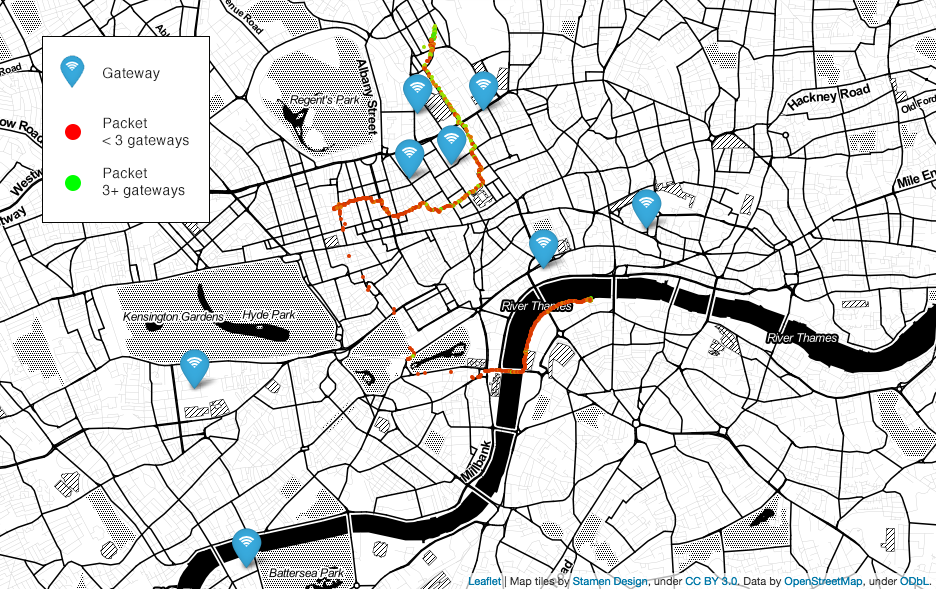 enue Road
Road
Gateway
Packet
< 3 gateways
Packet
3+ gateways
Albany Street
Regent's Park
Hackney Road
Old Ford
Mile En
ow Road
Westw
tway
River Thames
Kensington Gardens
Hyde Park
River Thames
Millbank
Battersea Park
ad
Leaflet | Map tiles by Stamen Design, under CC BY 3.0. Data by OpenStreetMap, under ODbL.